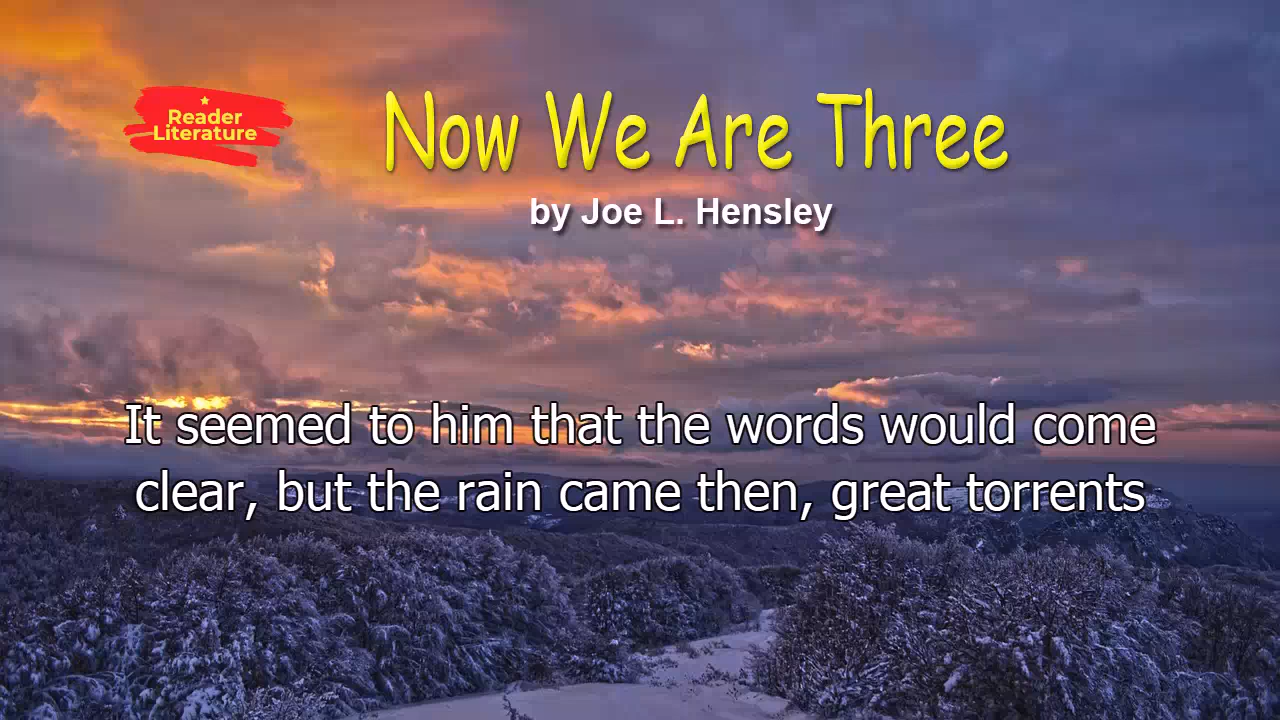 Reader
Literature
Now We Are Three
by Joe L. Hensley
It seemed to him that the words would come
clear, but the rain came then, great torrents